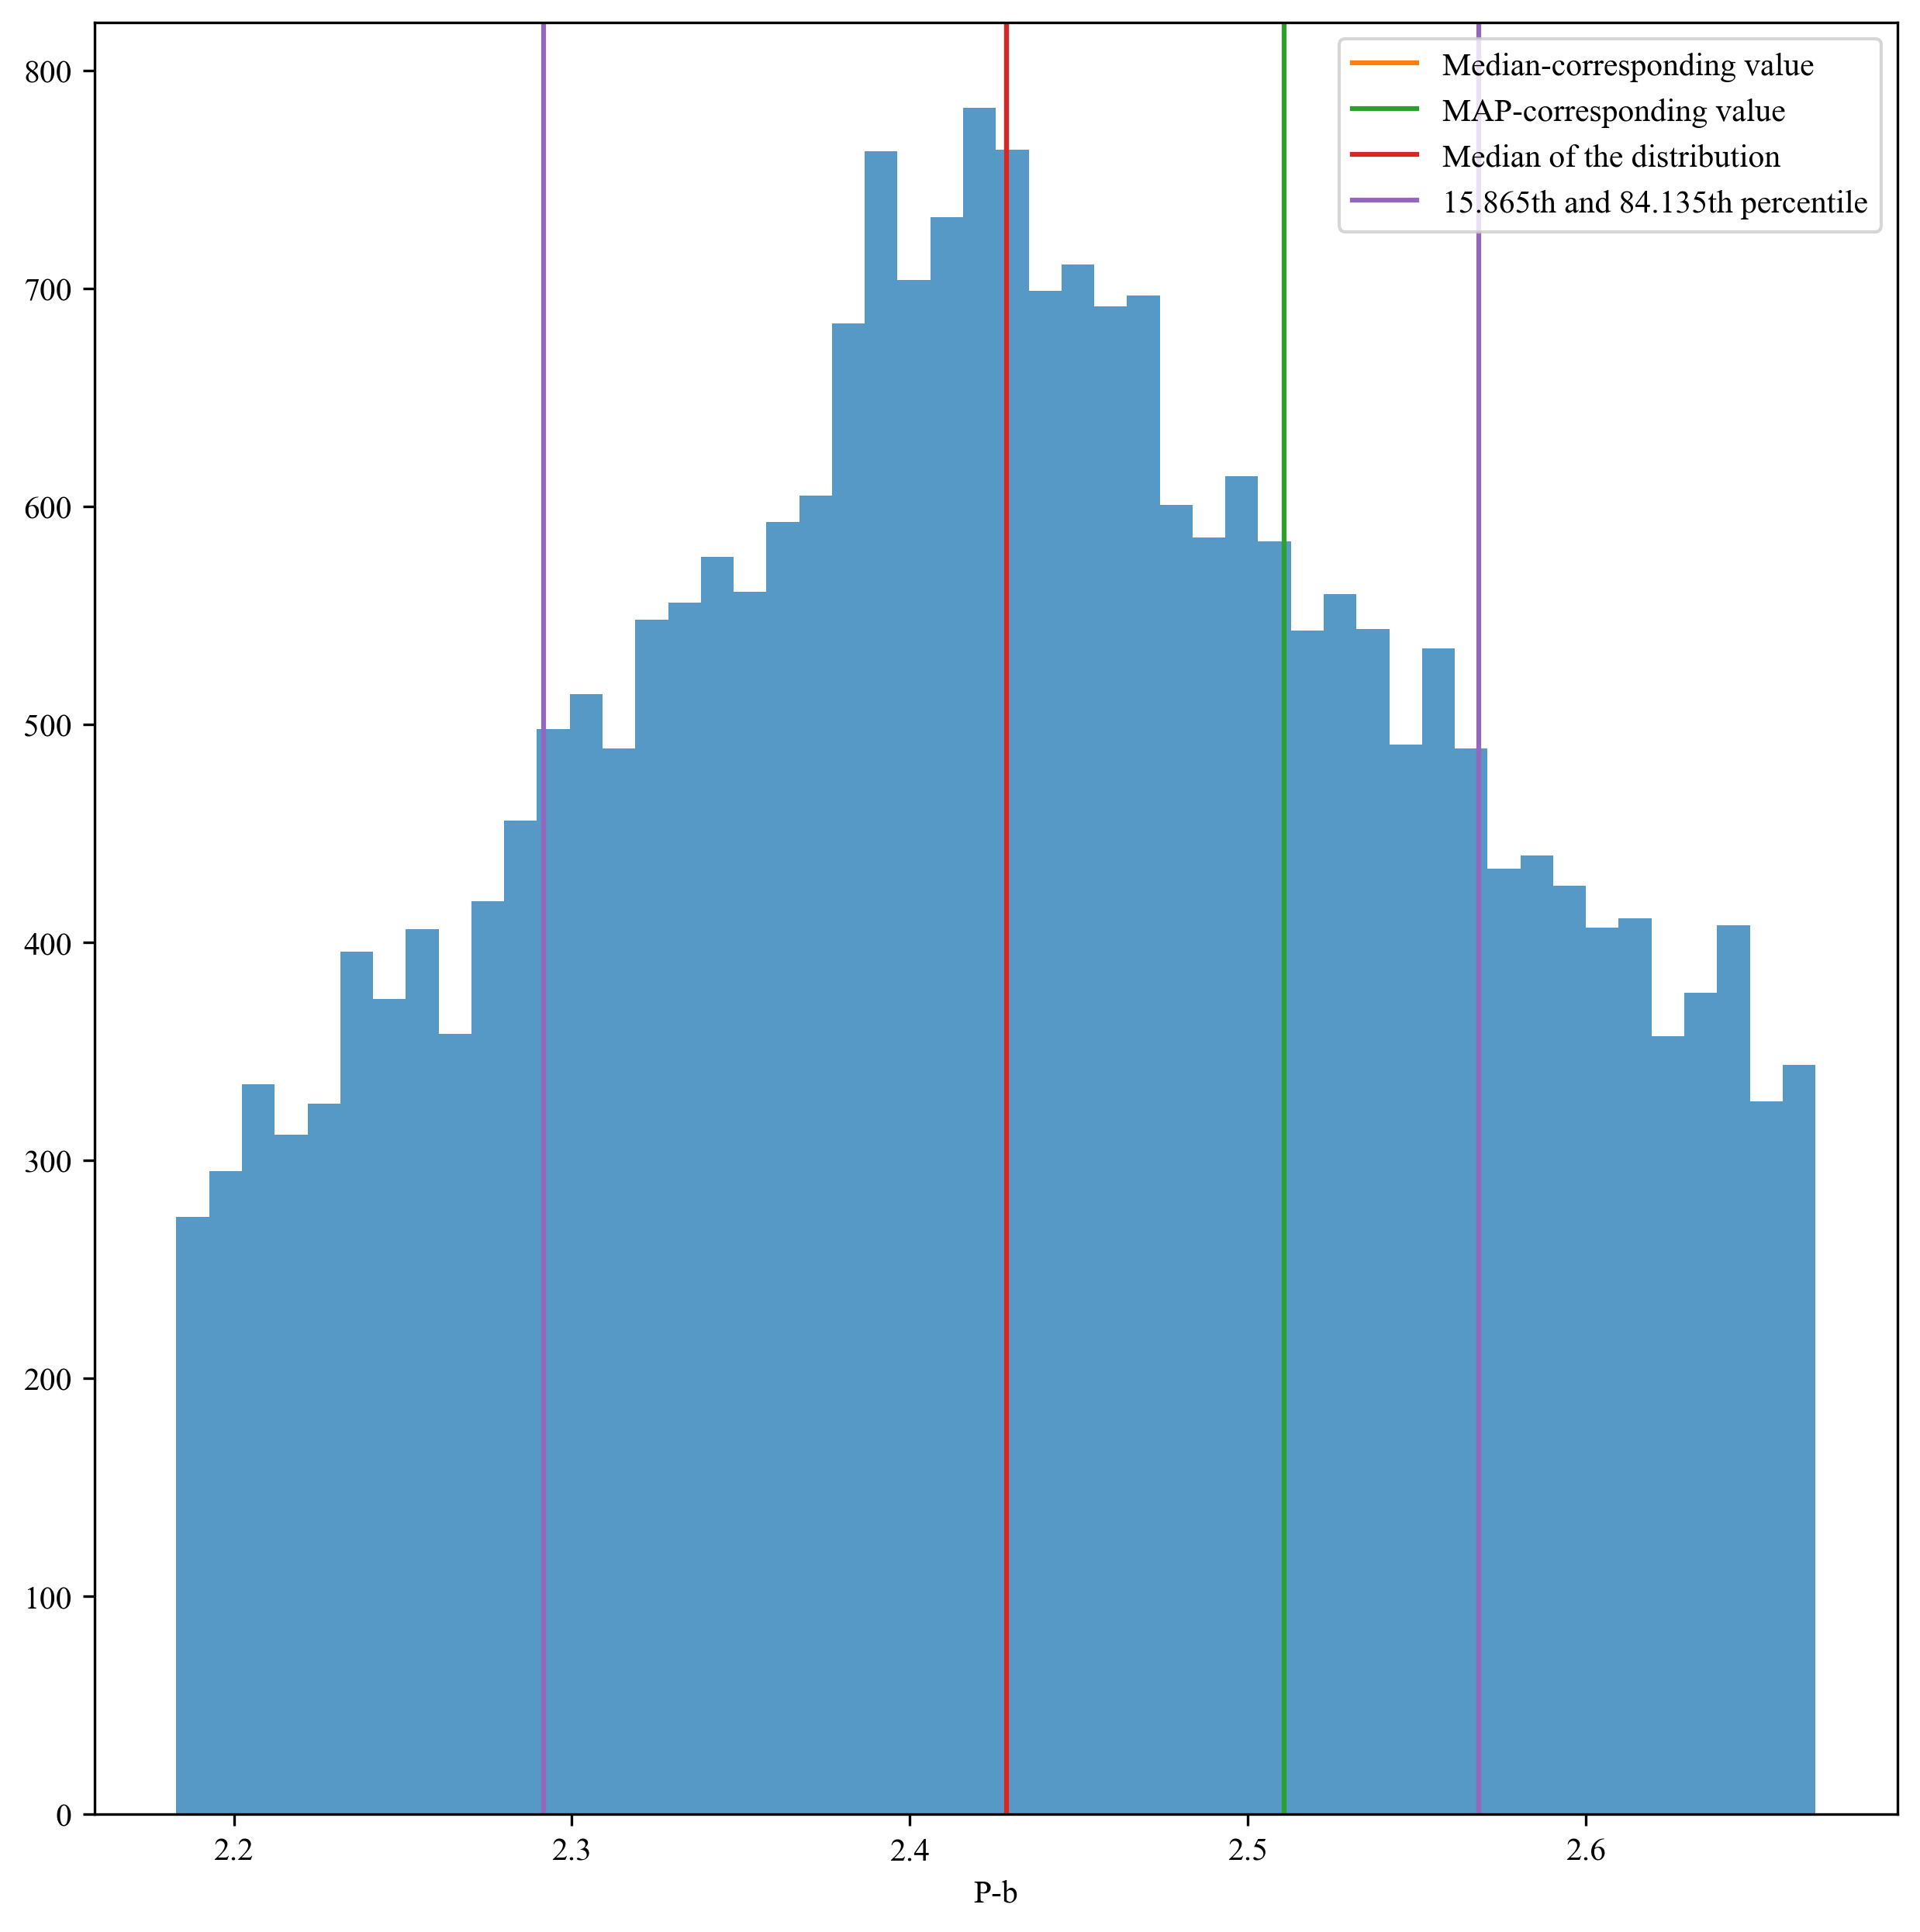 800
700
600
500
400
300
200
100
0
2.2 2.3 2.4 2.5 2.6
P-b
Median-corresponding value
MAP-corresponding value
Median of the distribution
15.865th and 84.135th percentile